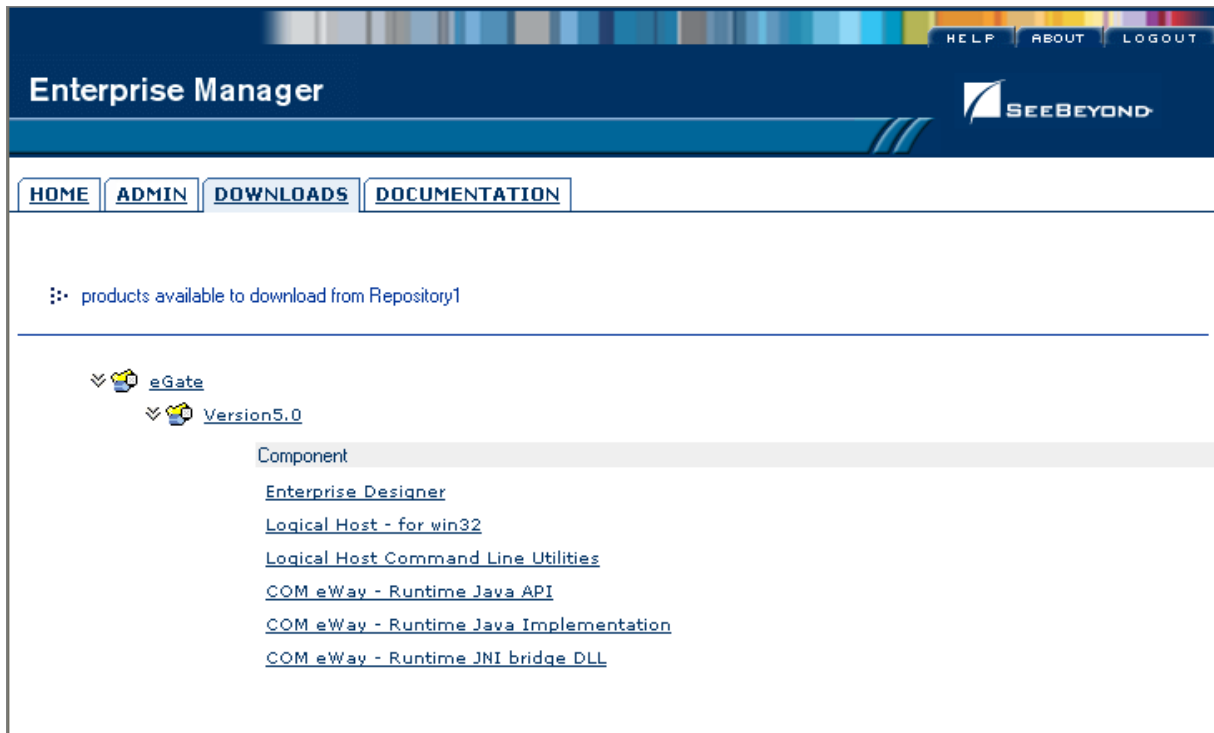 HELP ABOUT LOGOUT
Enterprise Manager
SEEBEYOND
HOME ADMIN DOWNLOADS DOCUMENTATION
products available to download from Repository1
eGate
Version5.0
Component
Enterprise Designer
Logical Host - for win32
Logical Host Command Line Utilities
COM eWay - Runtime Java API
COM eWay - Runtime Java Implementation
COM eWay - Runtime JNI bridge DLL